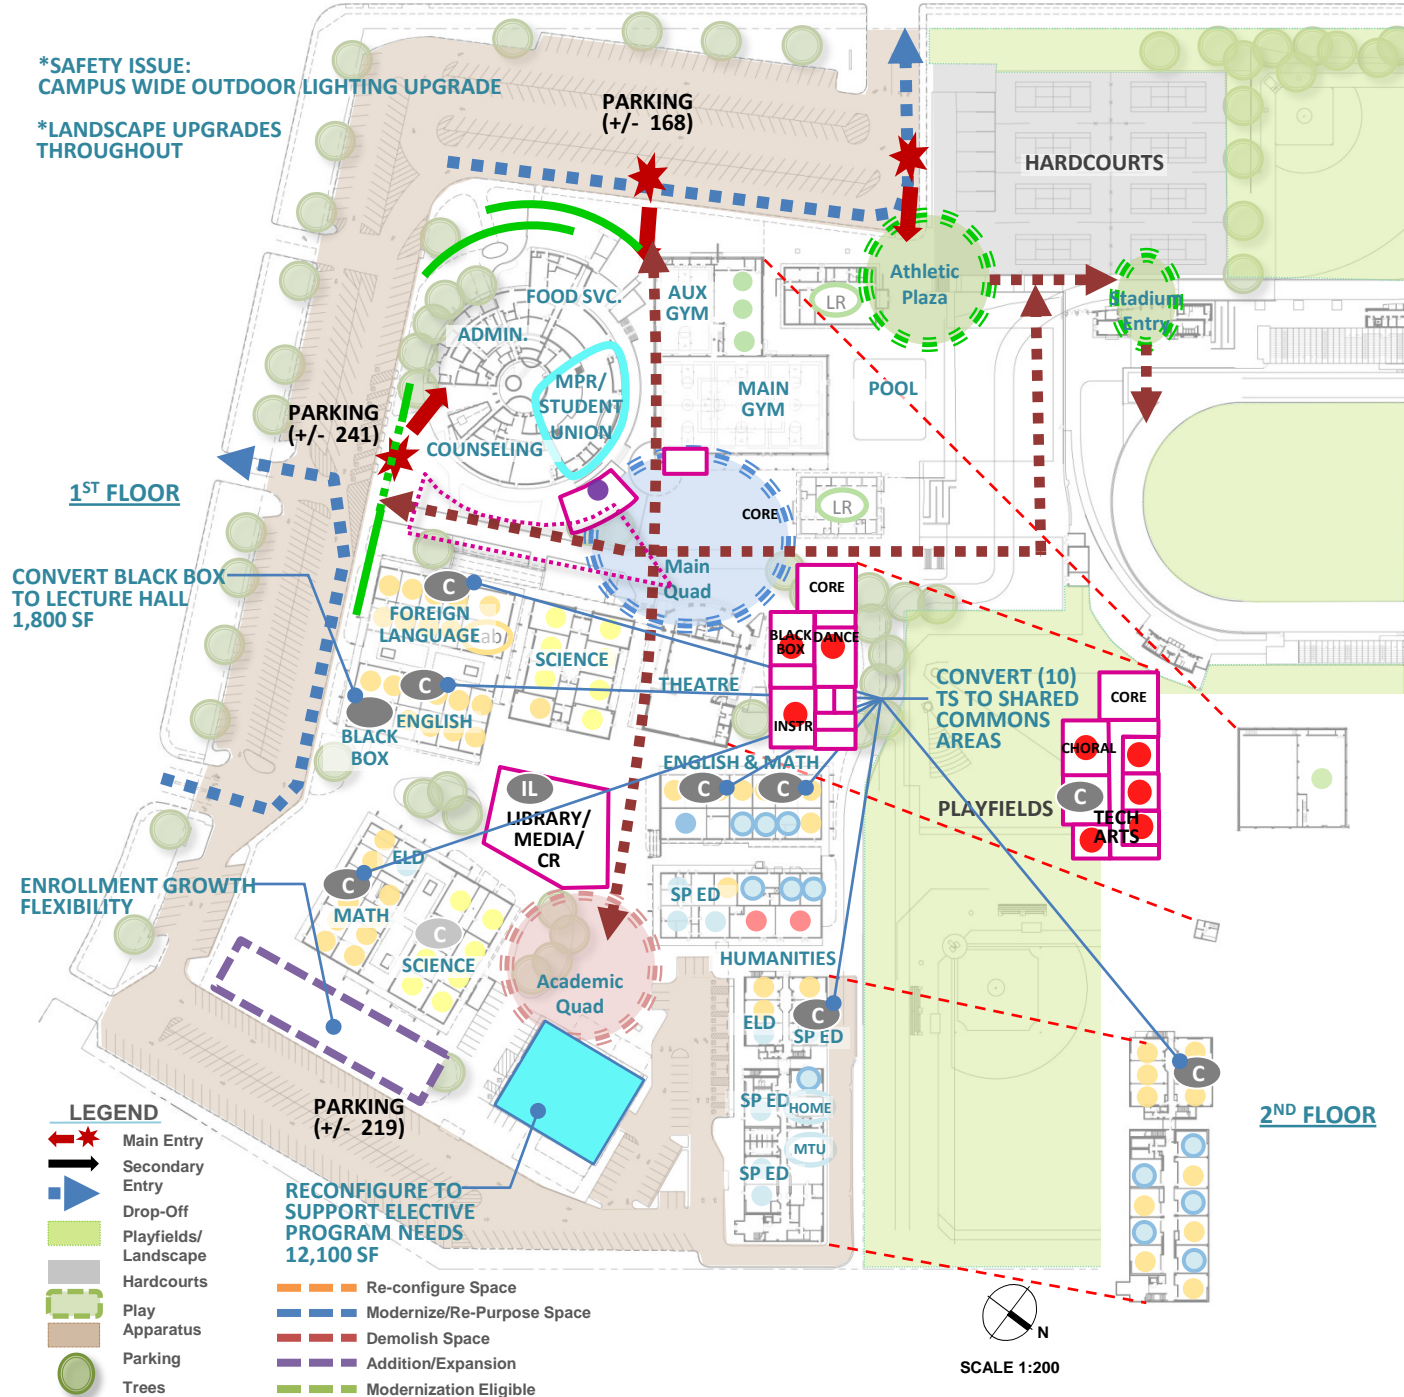 *SAFETY ISSUE:
CAMPUS WIDE OUTDOOR LIGHTING UPGRADE
*LANDSCAPE UPGRADES
THROUGHOUT
PARKING
(+/- 168)
HARDCOURTS
Athletic
Plaza
Stadium
Entry
FOOD SVC.
AUX
GYM
LR
ADMIN.
MPR/
STUDENT
UNION
MAIN
GYM
POOL
PARKING
(+/- 241)
COUNSELING
1ST FLOOR
CORE
LR
Main
Quad
CONVERT BLACK BOX
TO LECTURE HALL
1,800 SF
C
FOREIGN
LANGUAGE
Lab
SCIENCE
CORE
BLACK
BOX
DANCE
THEATRE
INSTR
C
ENGLISH
BLACK
BOX
CONVERT (10)
TS TO SHARED
COMMONS
AREAS
CORE
CHORAL
C
TECH
ARTS
PLAYFIELDS
ENGLISH & MATH
C
C
IL
LIBRARY/
MEDIA/
CR
ELD
C
MATH
ENROLLMENT GROWTH
FLEXIBILITY
SP ED
C
SCIENCE
HUMANITIES
Academic
Quad
ELD
C
SP ED
SP ED
HOME
MTU
SP ED
C
2ND FLOOR
PARKING
(+/- 219)
RECONFIGURE TO
SUPPORT ELECTIVE
PROGRAM NEEDS
12,100 SF
LEGEND
Main Entry
Secondary
Entry
Drop-Off
Playfields/
Landscape
Hardcourts
Play
Apparatus
Parking
Trees
Re-configure Space
Modernize/Re-Purpose Space
Demolish Space
Addition/Expansion
Modernization Eligible
N
SCALE 1:200